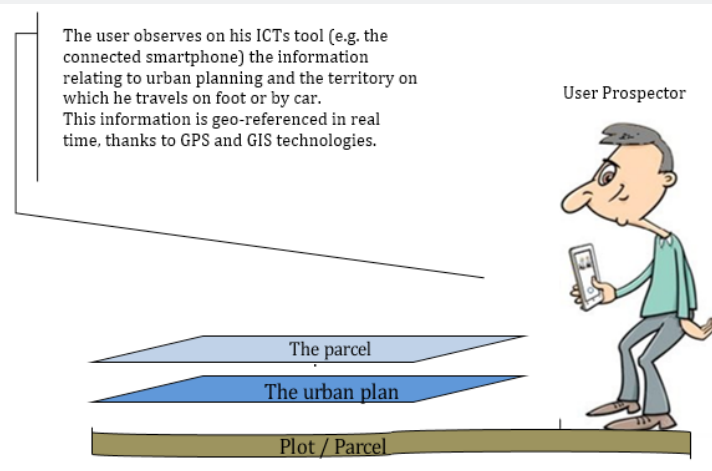 The user observes on his ICTs tool (e.g. the
connected smartphone) the information
relating to urban planning and the territory on
which he travels on foot or by car.
This information is geo-referenced in real
time, thanks to GPS and GIS technologies.
User Prospector
The parcel
The urban plan
Plot / Parcel